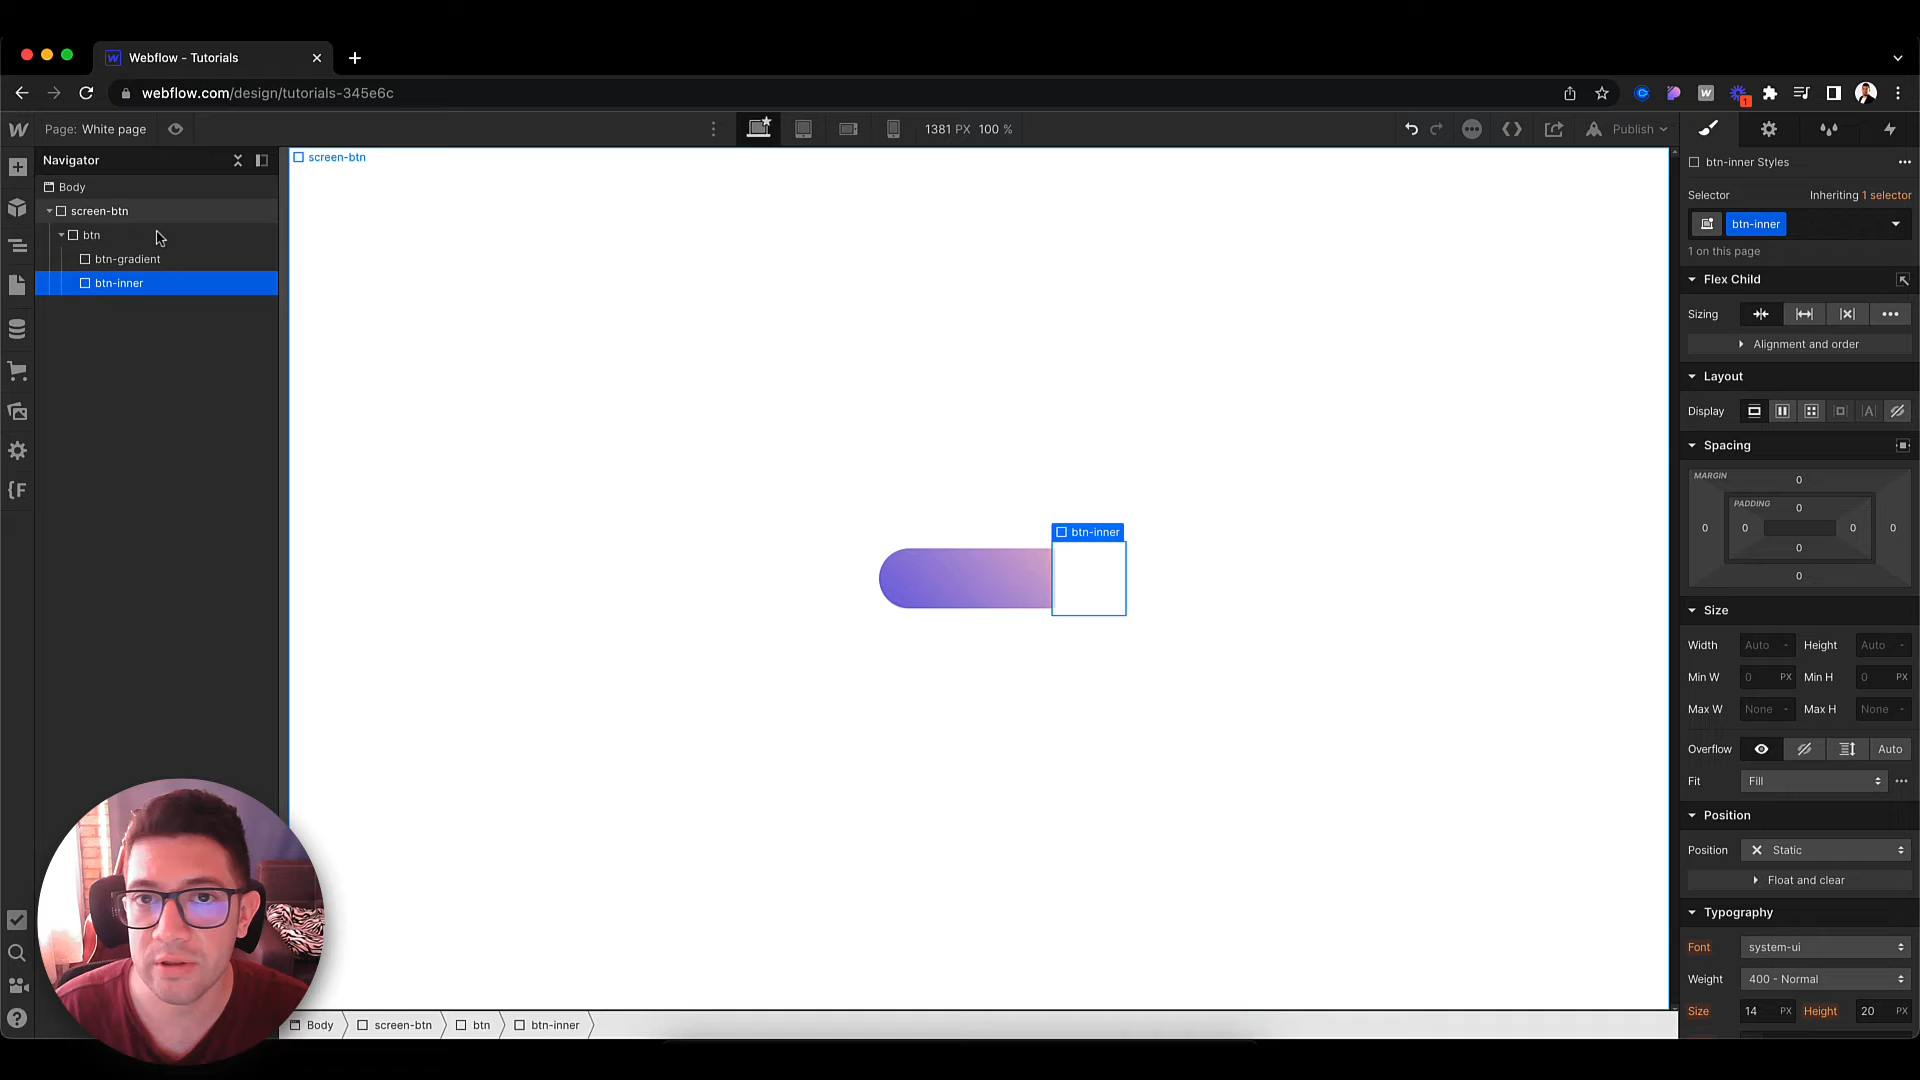 Webflow - Tutorials
webflow.com/design/tutorials-345e6c
1
Page: White page
1381 PX 100 %
Publish
Navigator
Body
screen-btn
btn
btn-gradient
btn-inner
screen-btn
btn-inner
btn-inner Styles
Selector
Inheriting 1 selector
btn-inner
1 on this page
Flex Child
Sizing
Alignment and order
Layout
Display
Spacing
MARGIN
0
PADDING
0
0 0 0 0
0
0
Size
Width Auto - Height Auto -
Min W 0 PX Min H 0 PX
Max W None - Max H None -
Overflow Auto
Fit Fill
Position
Position Static
Float and clear
Typography
Font system-ui
Weight 400 - Normal
Size 14 PX Height 20 PX
Body screen-btn btn btn-inner